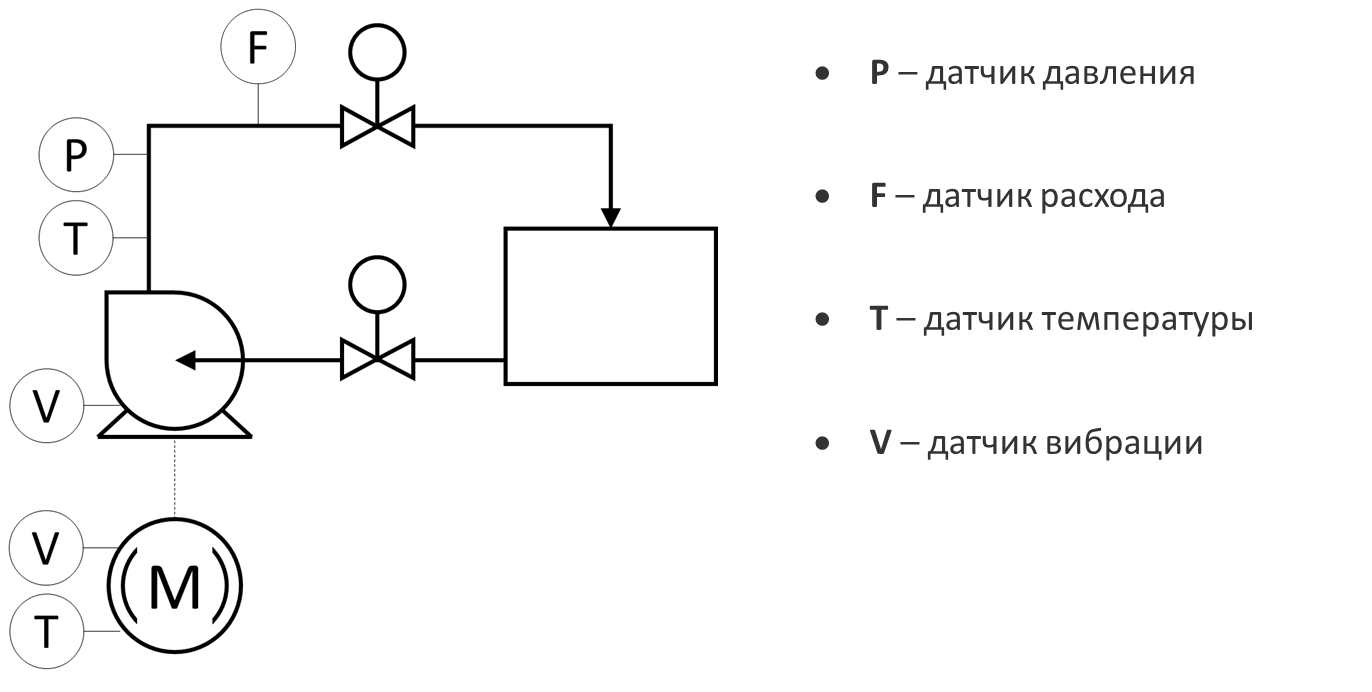 F
P
T
V
V
M
T
• P – датчик давления
• F – датчик расхода
• T – датчик температуры
• V – датчик вибрации